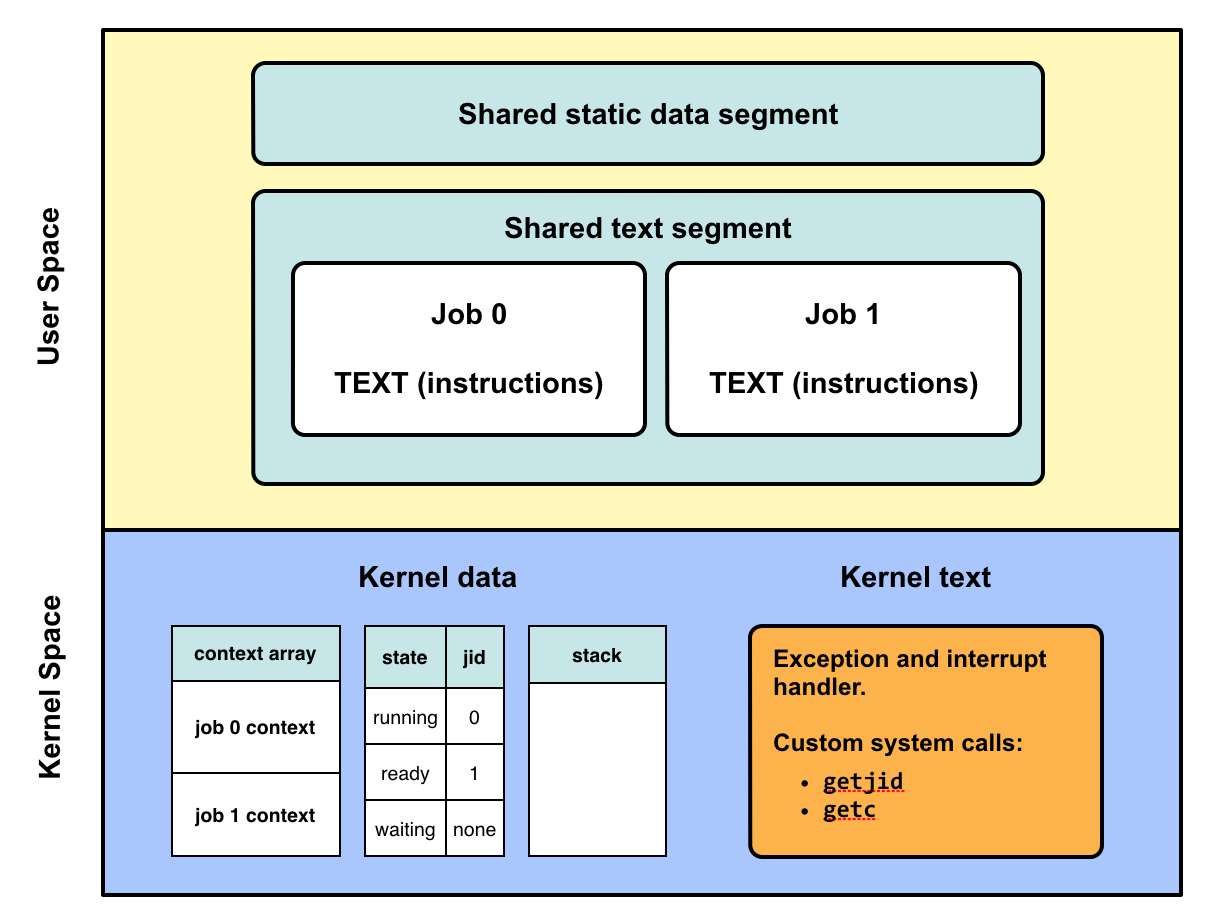 User Space
Shared static data segment
Shared text segment
Job 0
TEXT (instructions)
Job 1
TEXT (instructions)
Kernel Space
Kernel data
context array
job 0 context
job 1 context
state jid
running 0
ready 1
waiting none
stack
Kernel text
Exception and interrupt
handler.
Custom system calls:
• getjid
• getc